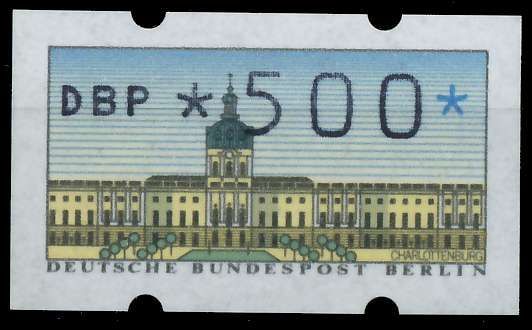 DBP *500*
CHARLOTTENBURG
DEUTSCHE BUNDESPOST BERLIN